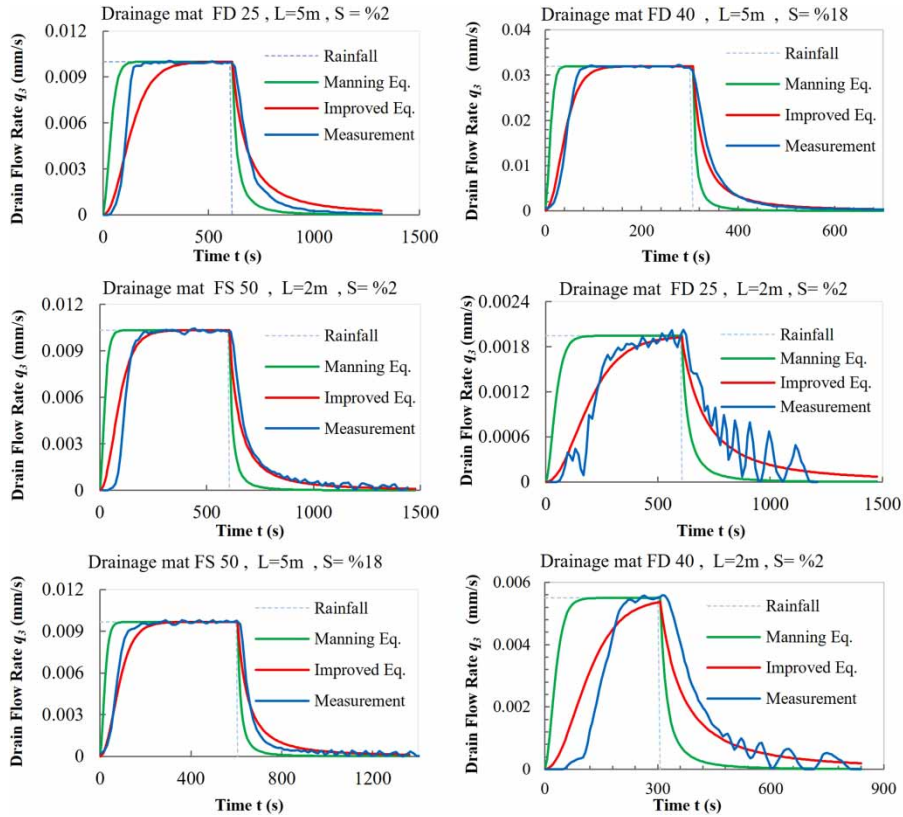 Drainage mat FD 25 , L=5m , S = %2
Drain Flow Rate q3 (mm/s)
0.012
0.009
0.006
0.003
0
Rainfall
Manning Eq.
Improved Eq.
Measurement
0 500 1000 1500
Time t (s)
Drainage mat FD 40 , L=5m , S= %18
Drain Flow Rate q3 (mm/s)
0.04
0.03
0.02
0.01
0
Rainfall
Manning Eq.
Improved Eq.
Measurement
0 200 400 600
Time t (s)
Drainage mat FS 50 , L=2m , S= %2
Drain Flow Rate q3 (mm/s)
0.012
0.009
0.006
0.003
0
Rainfall
Manning Eq.
Improved Eq.
Measurement
0 500 1000 1500
Time t (s)
Drainage mat FD 25 , L=2m , S= %2
Drain Flow Rate q3 (mm/s)
0.0024
0.0018
0.0012
0.0006
0
Rainfall
Manning Eq.
Improved Eq.
Measurement
0 500 1000 1500
Time t (s)
Drainage mat FS 50 , L=5m , S= %18
Drain Flow Rate q3 (mm/s)
0.012
0.009
0.006
0.003
0
Rainfall
Manning Eq.
Improved Eq.
Measurement
0 400 800 1200
Time t (s)
Drainage mat FD 40 , L=2m , S= %2
Drain Flow Rate q3 (mm/s)
0.006
0.004
0.002
0
Rainfall
Manning Eq.
Improved Eq.
Measurement
0 300 600 900
Time t (s)